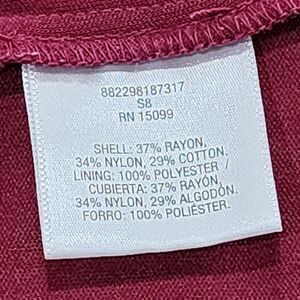 882298187317
S8
RN 15099
SHELL: 37% RAYON,
34% NYLON, 29% COTTON.
LINING: 100% POLYESTER /
CUBIERTA: 37% RAYÓN,
34% NYLON, 29% ALGODÓN.
FORRO: 100% POLIÉSTER.